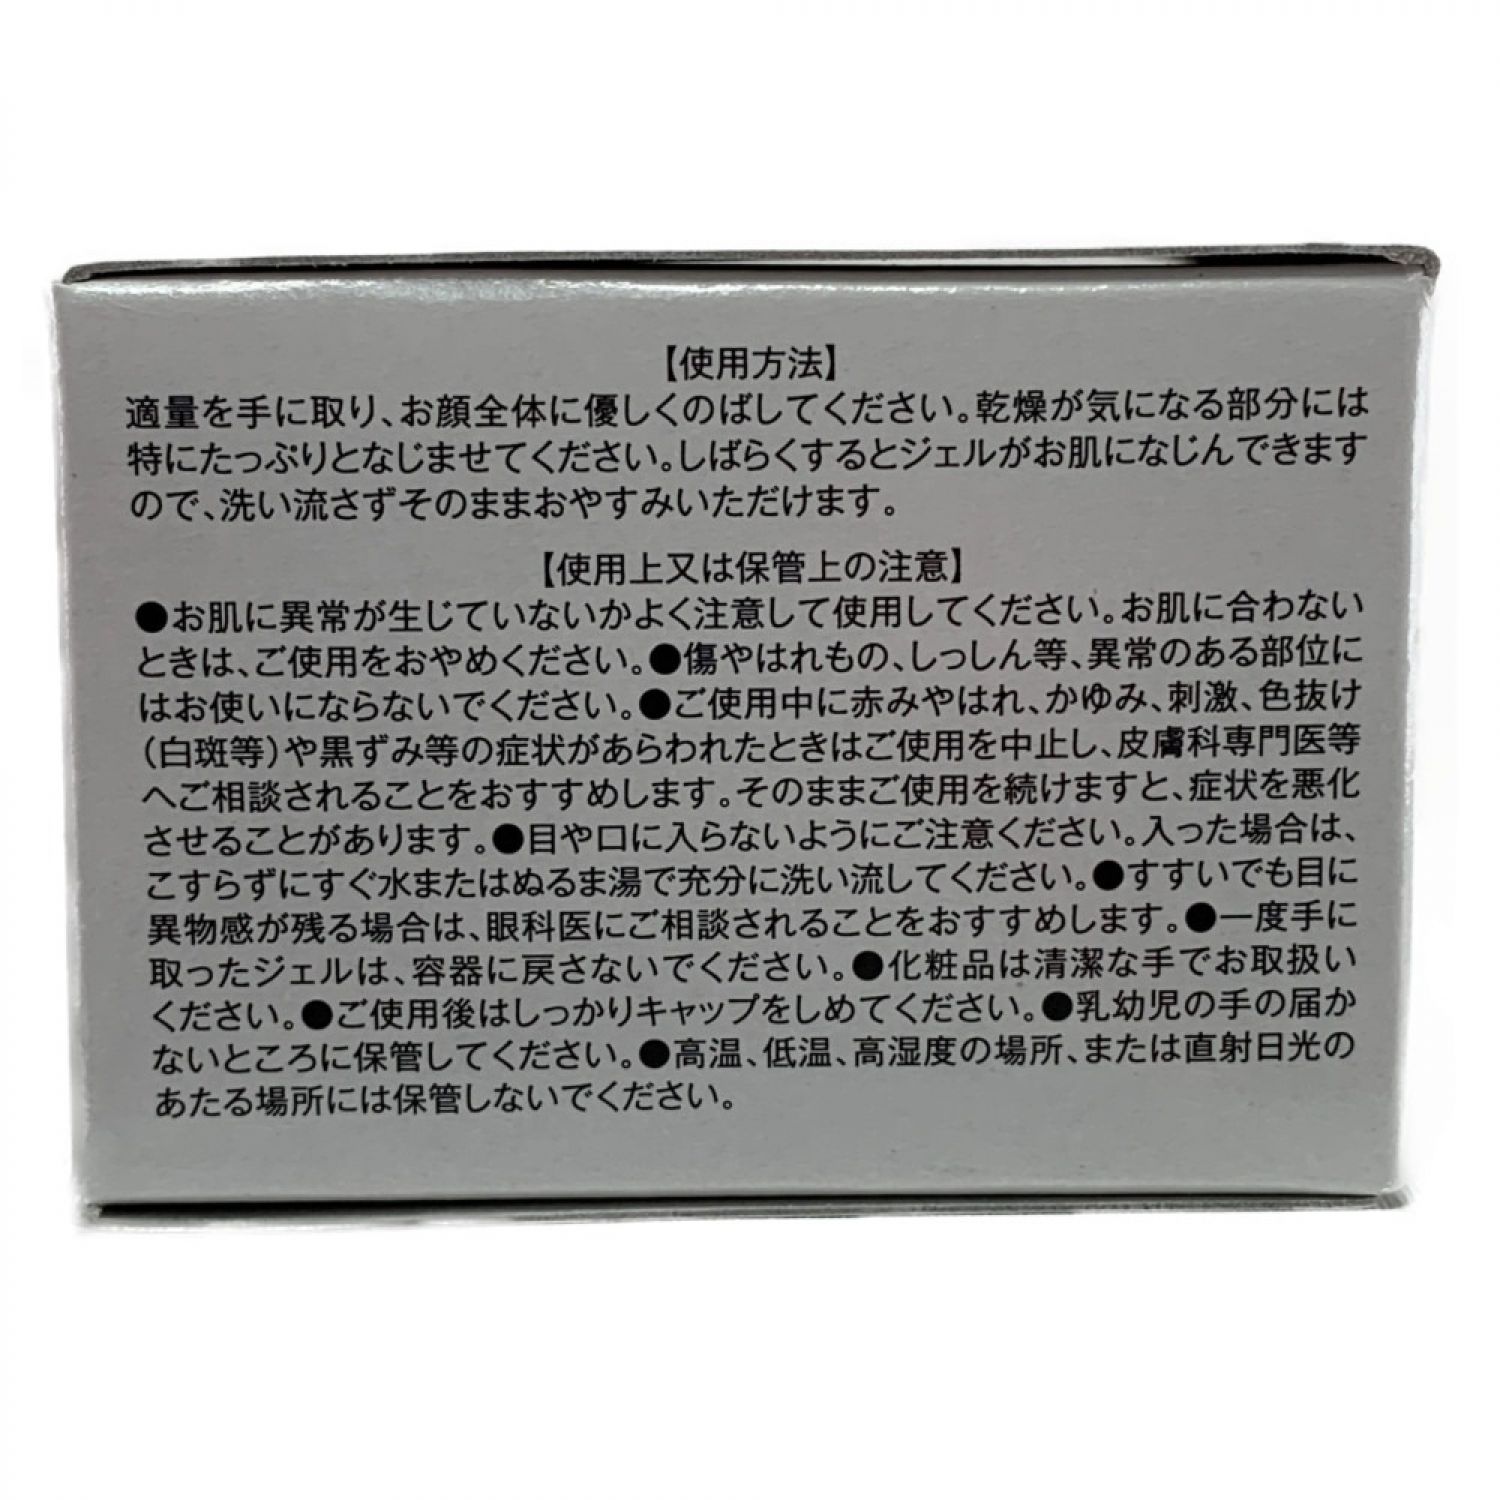 【使用方法】
適量を手に取り、お顔全体に優しくのばしてください。乾燥が気になる部分には
特にたっぷりとなじませてください。しばらくするとジェルがお肌になじんできます
ので、洗い流さずそのままおやすみいただけます。
【使用上又は保管上の注意】
●お肌に異常が生じていないかよく注意して使用してください。お肌に合わない
ときは、ご使用をおやめください。●傷やはれもの、しっしん等、異常のある部位に
はお使いにならないでください。●ご使用中に赤みやはれ、かゆみ、刺激、色抜け
（白斑等）や黒ずみ等の症状があらわれたときはご使用を中止し、皮膚科専門医等
へご相談されることをおすすめします。そのままご使用を続けますと、症状を悪化
させることがあります。●目や口に入らないようにご注意ください。入った場合は、
こすらずにすぐ水またはぬるま湯で充分に洗い流してください。●すすいでも目に
異物感が残る場合は、眼科医にご相談されることをおすすめします。●一度手に
取ったジェルは、容器に戻さないでください。●化粧品は清潔な手でお取扱い
ください。●ご使用後はしっかりキャップをしめてください。●乳幼児の手の届か
ないところに保管してください。●高温、低温、高湿度の場所、または直射日光の
あたる場所には保管しないでください。